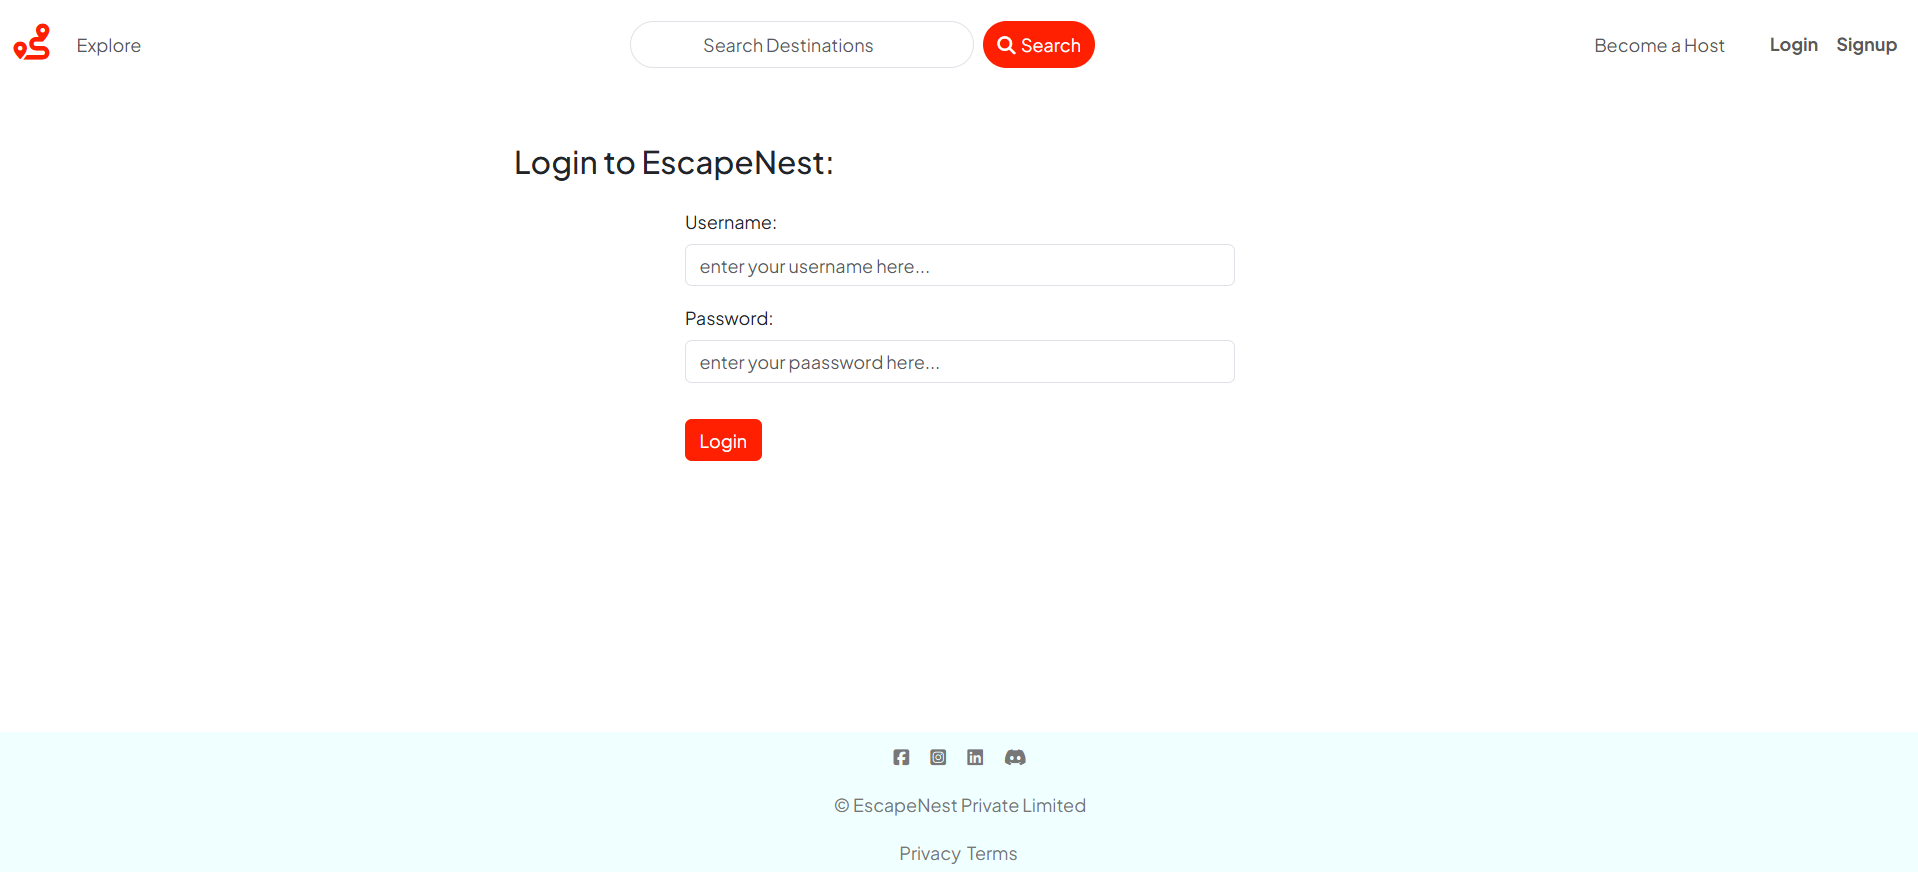 Explore
Search Destinations
Search
Become a Host
Login
Signup
Login to EscapeNest:
Username:
enter your username here...
Password:
enter your paassword here...
Login
© EscapeNest Private Limited
Privacy Terms